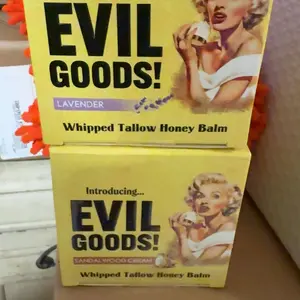 EVIL
GOODS!
LAVENDER
Whipped Tallow Honey Balm
Introducing...
EVIL
GOODS!
SANDALWOOD CREAM
Whipped Tallow Honey Balm